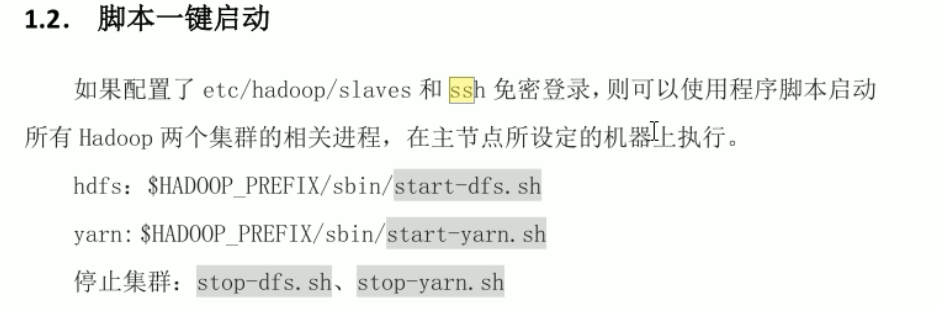 1.2. 脚本一键启动
如果配置了 etc/hadoop/slaves 和 ssh 免密登录，则可以使用程序脚本启动
所有 Hadoop 两个集群的相关进程，在主节点所设定的机器上执行。
hdfs：$HADOOP_PREFIX/sbin/start-dfs.sh
yarn: $HADOOP_PREFIX/sbin/start-yarn.sh
停止集群：stop-dfs.sh、stop-yarn.sh